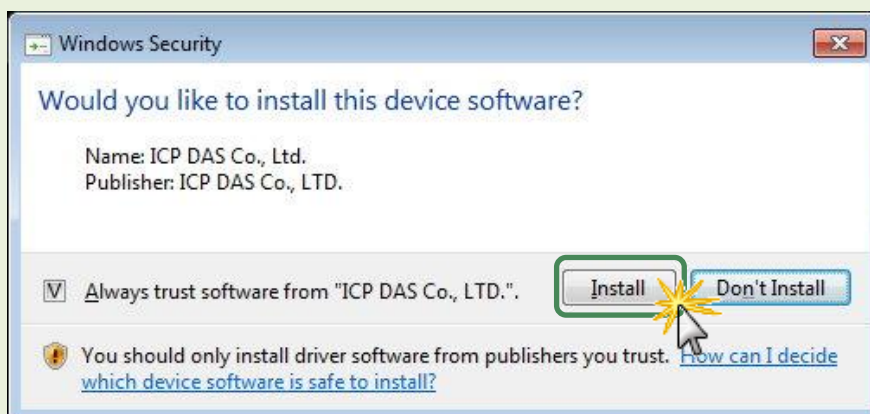 Windows Security
Would you like to install this device software?
Name: ICP DAS Co., Ltd.
Publisher: ICP DAS Co., LTD.
V Always trust software from "ICP DAS Co., LTD.".
Install
Don't Install
You should only install driver software from publishers you trust. How can I decide
which device software is safe to install?